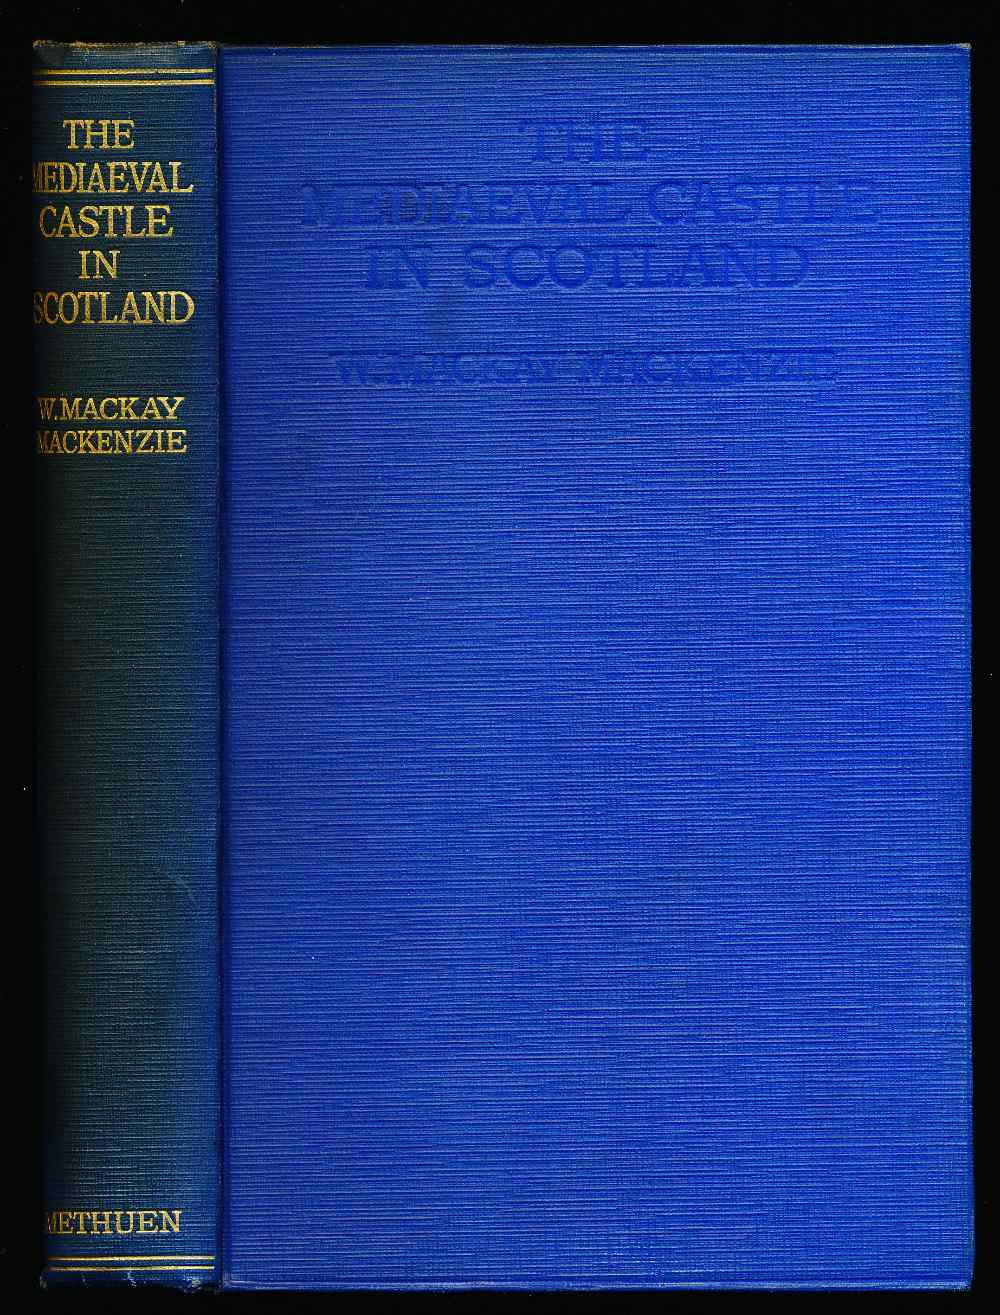 THE
MEDIAEVAL
CASTLE
IN
SCOTLAND
W. MACKAY
MACKENZIE
METHUEN
THE
MEDIAEVAL CASTLE
IN SCOTLAND
W. MACKAY MACKENZIE